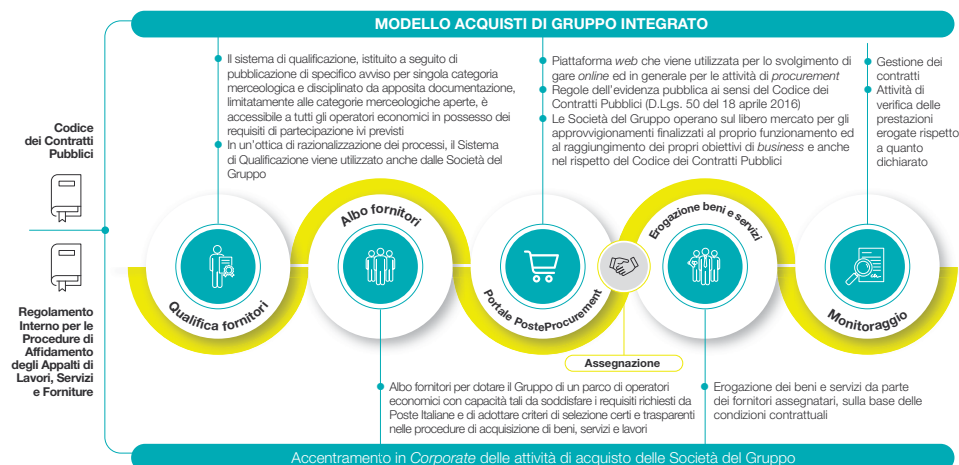 MODELLO ACQUISTI DI GRUPPO INTEGRATO
Il sistema di qualificazione, istituito a seguito di
pubblicazione di specifico avviso per singola categoria
merceologica e disciplinato da apposita documentazione,
limitatamente alle categorie merceologiche aperte, è
accessibile a tutti gli operatori economici in possesso dei
requisiti di partecipazione ivi previsti
In un'ottica di razionalizzazione dei processi, il Sistema
di Qualificazione viene utilizzato anche dalle Società del
Gruppo
Piattaforma web che viene utilizzata per lo svolgimento di
gare online ed in generale per le attività di procurement
Regole dell'evidenza pubblica ai sensi del Codice dei
Contratti Pubblici (D.Lgs. 50 del 18 aprile 2016)
Le Società del Gruppo operano sul libero mercato per gli
approvvigionamenti finalizzati al proprio funzionamento ed
al raggiungimento dei propri obiettivi di business e anche
nel rispetto del Codice dei Contratti Pubblici
Gestione dei
contratti
Attività di
verifica delle
prestazioni
erogate rispetto
a quanto
dichiarato
Codice
dei Contratti
Pubblici
Regolamento
Interno per le
Procedure di
Affidamento
degli Appalti di
Lavori, Servizi
e Forniture
Qualifica fornitori
Albo fornitori
Portale PosteProcurement
Erogazione beni e servizi
Monitoraggio
Assegnazione
Albo fornitori per dotare il Gruppo di un parco di operatori
economici con capacità tali da soddisfare i requisiti richiesti da
Poste Italiane e di adottare criteri di selezione certi e trasparenti
nelle procedure di acquisizione di beni, servizi e lavori
Erogazione dei beni e servizi da parte
dei fornitori assegnatari, sulla base delle
condizioni contrattuali
Accentramento in Corporate delle attività di acquisto delle Società del Gruppo